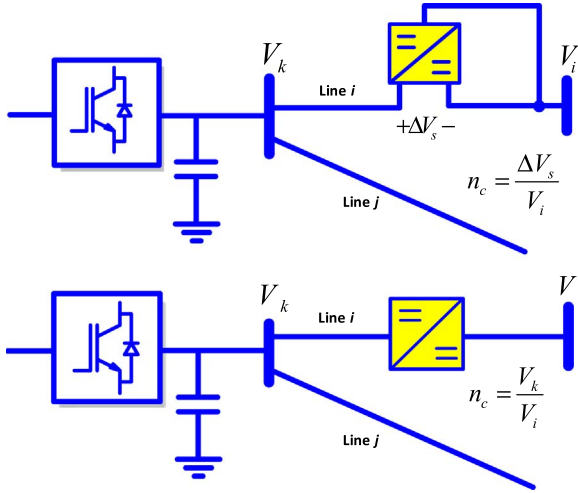 V_k
Line i
V_i
+ΔV_s −
n_c = ΔV_s / V_i
Line j
V_k
Line i
V
n_c = V_k / V_i
Line j